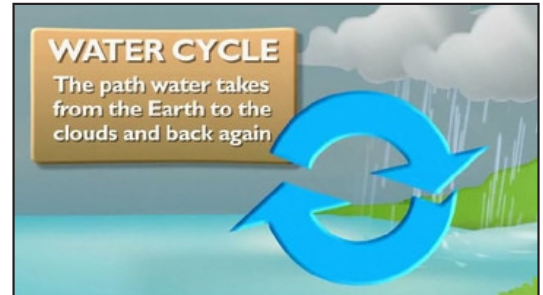 WATER CYCLE
The path water takes
from the Earth to the
clouds and back again